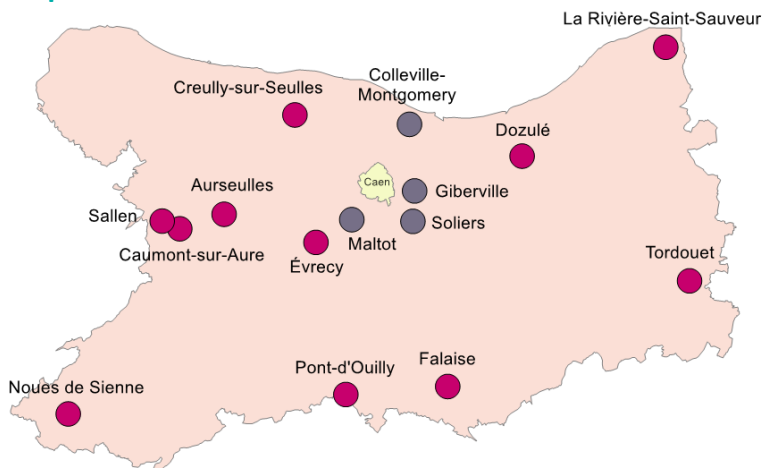 La Rivière-Saint-Sauveur
Colleville-
Montgomery
Creully-sur-Seulles
Dozulé
Caen
Aurseulles
Giberville
Sallen
Soliers
Maltot
Caumont-sur-Aure
Évrecy
Tordouet
Falaise
Pont-d'Ouilly
Noues de Sienne